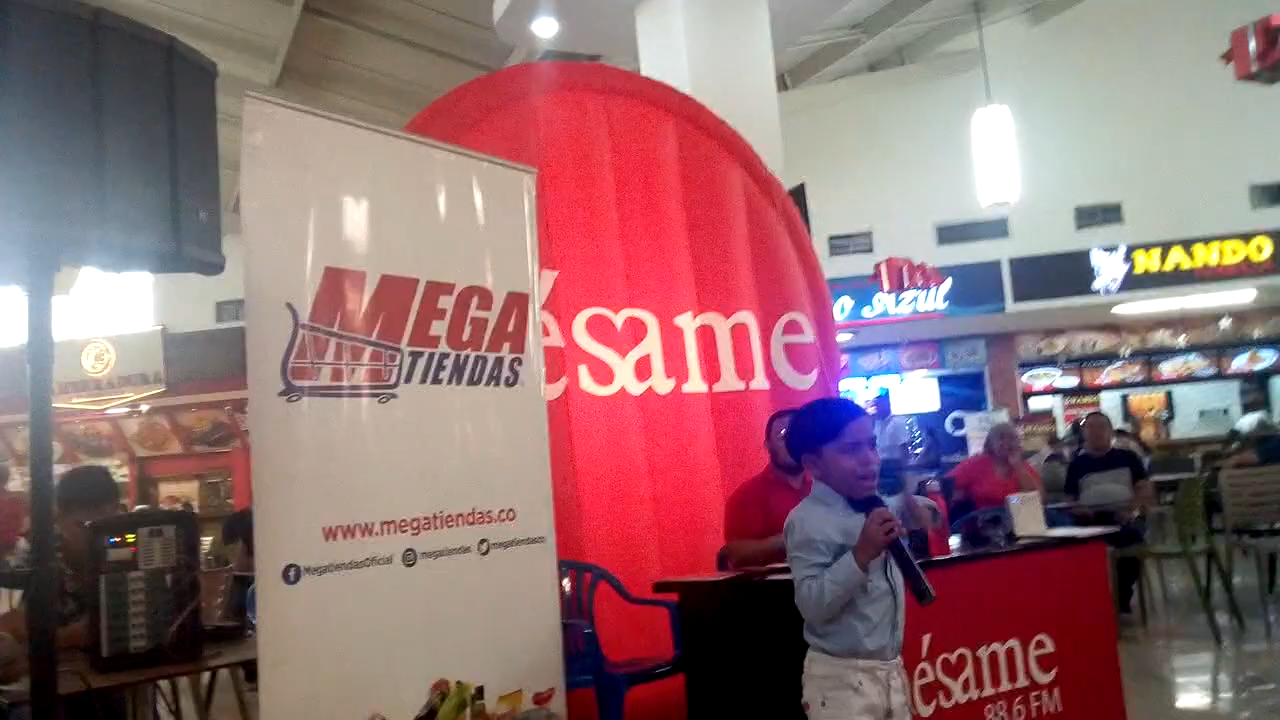 MEGA
TIENDAS
www.megatiendas.co
MegatiendasOficial megatiendas megatiendasco
ésame
o Azul
NANDO
ésame
88.6 FM